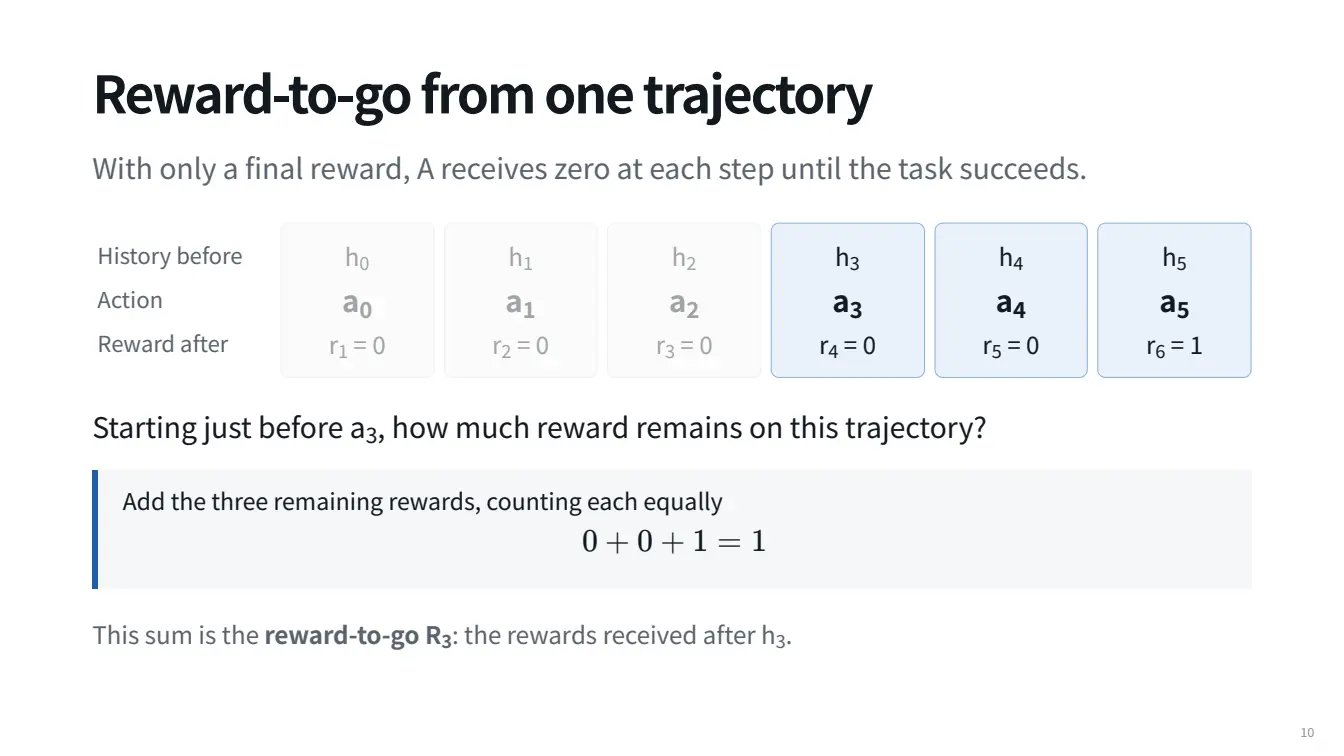 Reward-to-go from one trajectory
With only a final reward, A receives zero at each step until the task succeeds.
History before h₀ h₁ h₂ h₃ h₄ h₅
Action a₀ a₁ a₂ a₃ a₄ a₅
Reward after r₁ = 0 r₂ = 0 r₃ = 0 r₄ = 0 r₅ = 0 r₆ = 1
Starting just before a₃, how much reward remains on this trajectory?
Add the three remaining rewards, counting each equally
0 + 0 + 1 = 1
This sum is the reward-to-go R₃: the rewards received after h₃.
10